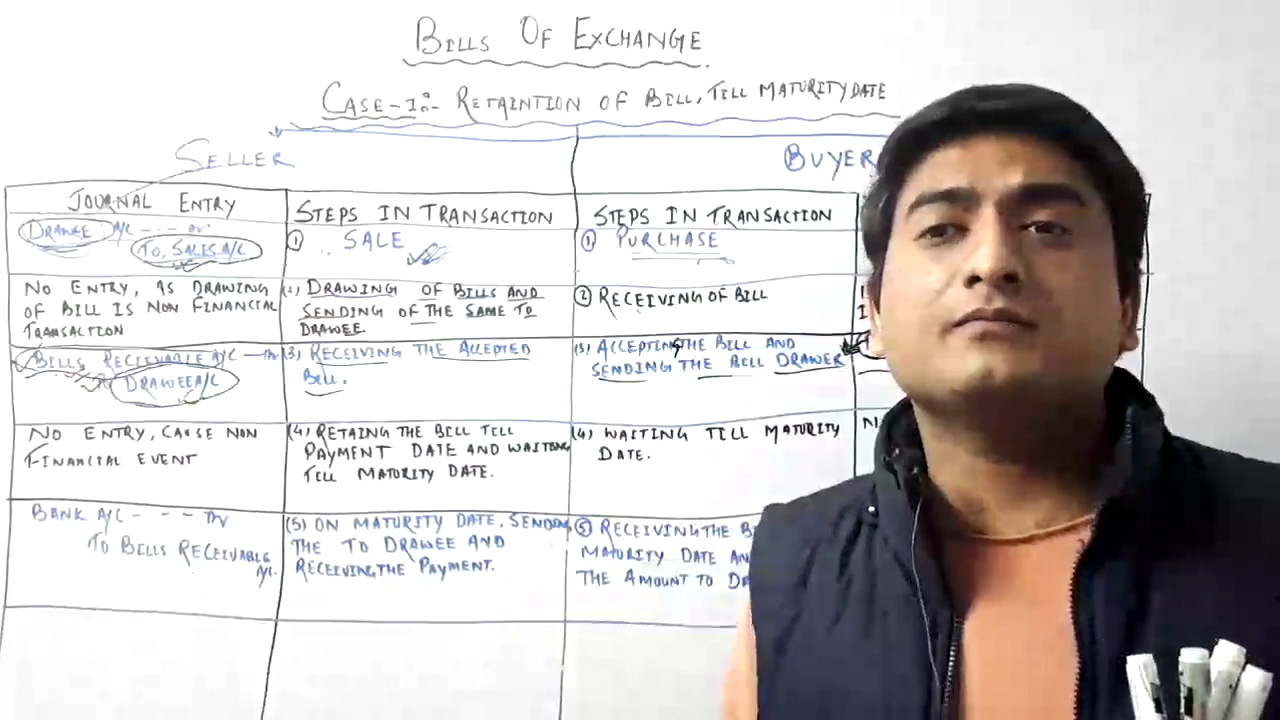 BILLS OF EXCHANGE
CASE-I:- RETAINTION OF BILL, TILL MATURITY DATE
SELLER
BUYER
JOURNAL ENTRY
DRAWEE A/C - - - - Dr.
TO, SALES A/C
NO ENTRY, AS DRAWING
OF BILL IS NON FINANCIAL
TRANSACTION
BILLS RECEIVABLE A/C — Dr
DRAWEE A/C
NO ENTRY, CAUSE NON
FINANCIAL EVENT
BANK A/C - - - Dr
TO BILLS RECEIVABLE
A/C.
STEPS IN TRANSACTION
① SALE
(2) DRAWING OF BILLS AND
SENDING OF THE SAME TO
DRAWEE
(3) RECEIVING THE ACCEPTED
BILL.
(4) RETAING THE BILL TILL
PAYMENT DATE AND WAITING
TILL MATURITY DATE.
(5) ON MATURITY DATE, SENDING
THE TO DRAWEE AND
RECEIVING THE PAYMENT.
STEPS IN TRANSACTION
① PURCHASE
② RECEIVING OF BILL
(3) ACCEPTING THE BILL AND
SENDING THE BILL DRAWER
(4) WAITING TILL MATURITY
DATE.
⑤ RECEIVING THE B
MATURITY DATE AN
THE AMOUNT TO D